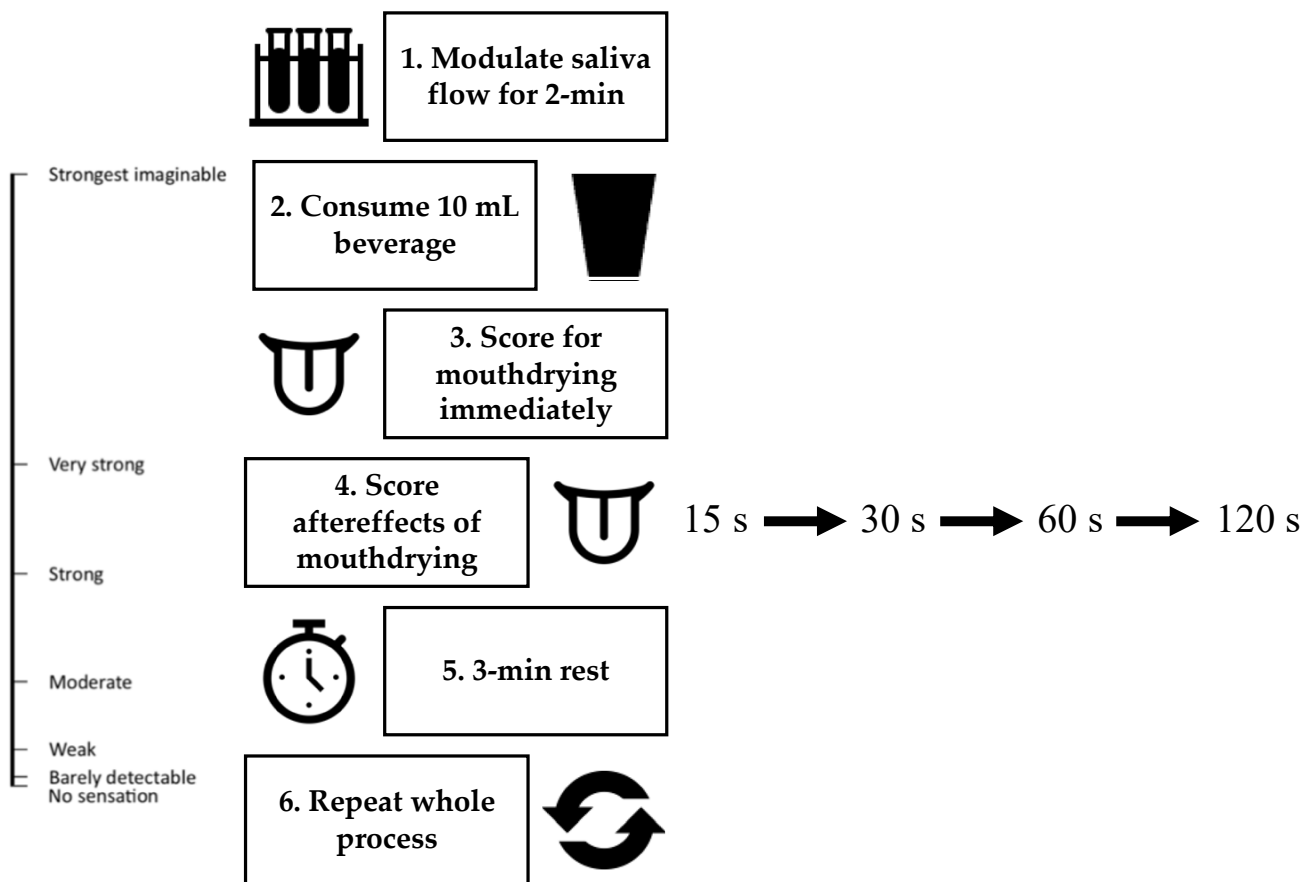 1. Modulate saliva
flow for 2-min
Strongest imaginable
2. Consume 10 mL
beverage
3. Score for
mouthdrying
immediately
Very strong
4. Score
aftereffects of
mouthdrying
15 s
30 s
60 s
120 s
Strong
Moderate
5. 3-min rest
Weak
Barely detectable
No sensation
6. Repeat whole
process